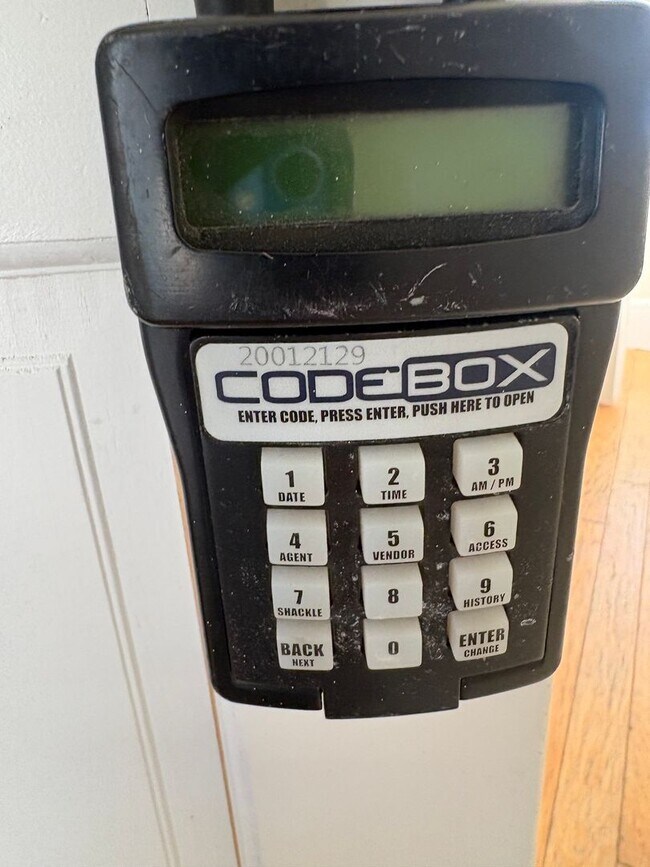 20012129
CODEBOX
ENTER CODE, PRESS ENTER, PUSH HERE TO OPEN
1 2 3
DATE TIME AM / PM
4 5 6
AGENT VENDOR ACCESS
7 8 9
SHACKLE HISTORY
BACK 0 ENTER
NEXT CHANGE